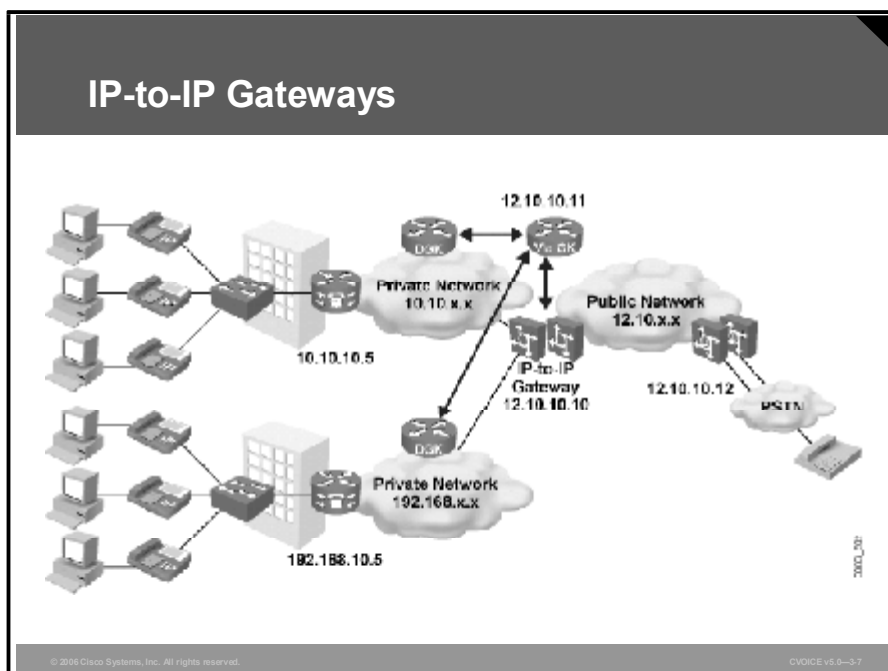 IP-to-IP Gateways
12.10.10.11
DGK
Via GK
Private Network
10.10.x.x
Public Network
12.10.x.x
10.10.10.5
IP-to-IP
Gateway
12.10.10.10
12.10.10.12
PSTN
DGK
Private Network
192.168.x.x
192.168.10.5
© 2006 Cisco Systems, Inc. All rights reserved.
CVOICE v5.0—3-7